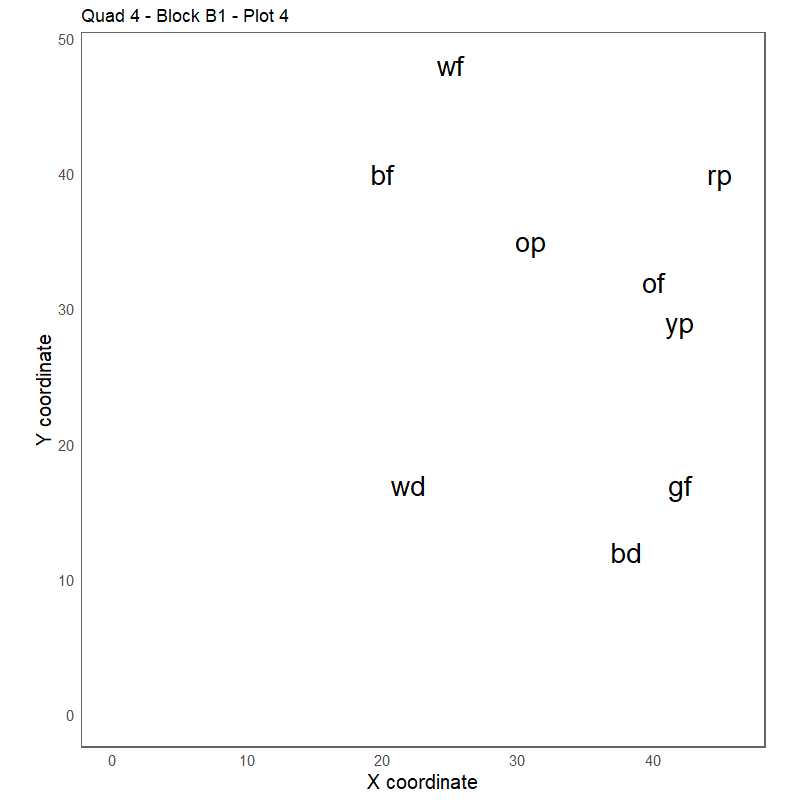 Quad 4 - Block B1 - Plot 4
50
wf
40
bf
rp
op
of
30
yp
Y coordinate
20
wd
gf
bd
10
0
0 10 20 30 40
X coordinate